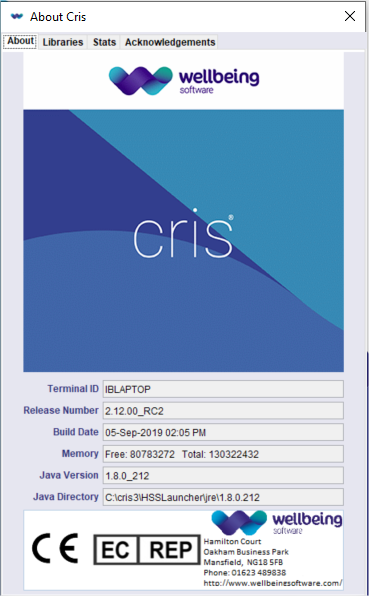 About Cris
About Libraries Stats Acknowledgements
wellbeing
software
cris®
Terminal ID IBLAPTOP
Release Number 2.12.00_RC2
Build Date 05-Sep-2019 02:05 PM
Memory Free: 80783272 Total: 130322432
Java Version 1.8.0_212
Java Directory C:\cris3\HSSLauncher\jre\1.8.0.212
wellbeing
software
CE EC REP
Hamilton Court
Oakham Business Park
Mansfield, NG18 5FB
Phone: 01623 489838
http://www.wellbeinesoftware.com/